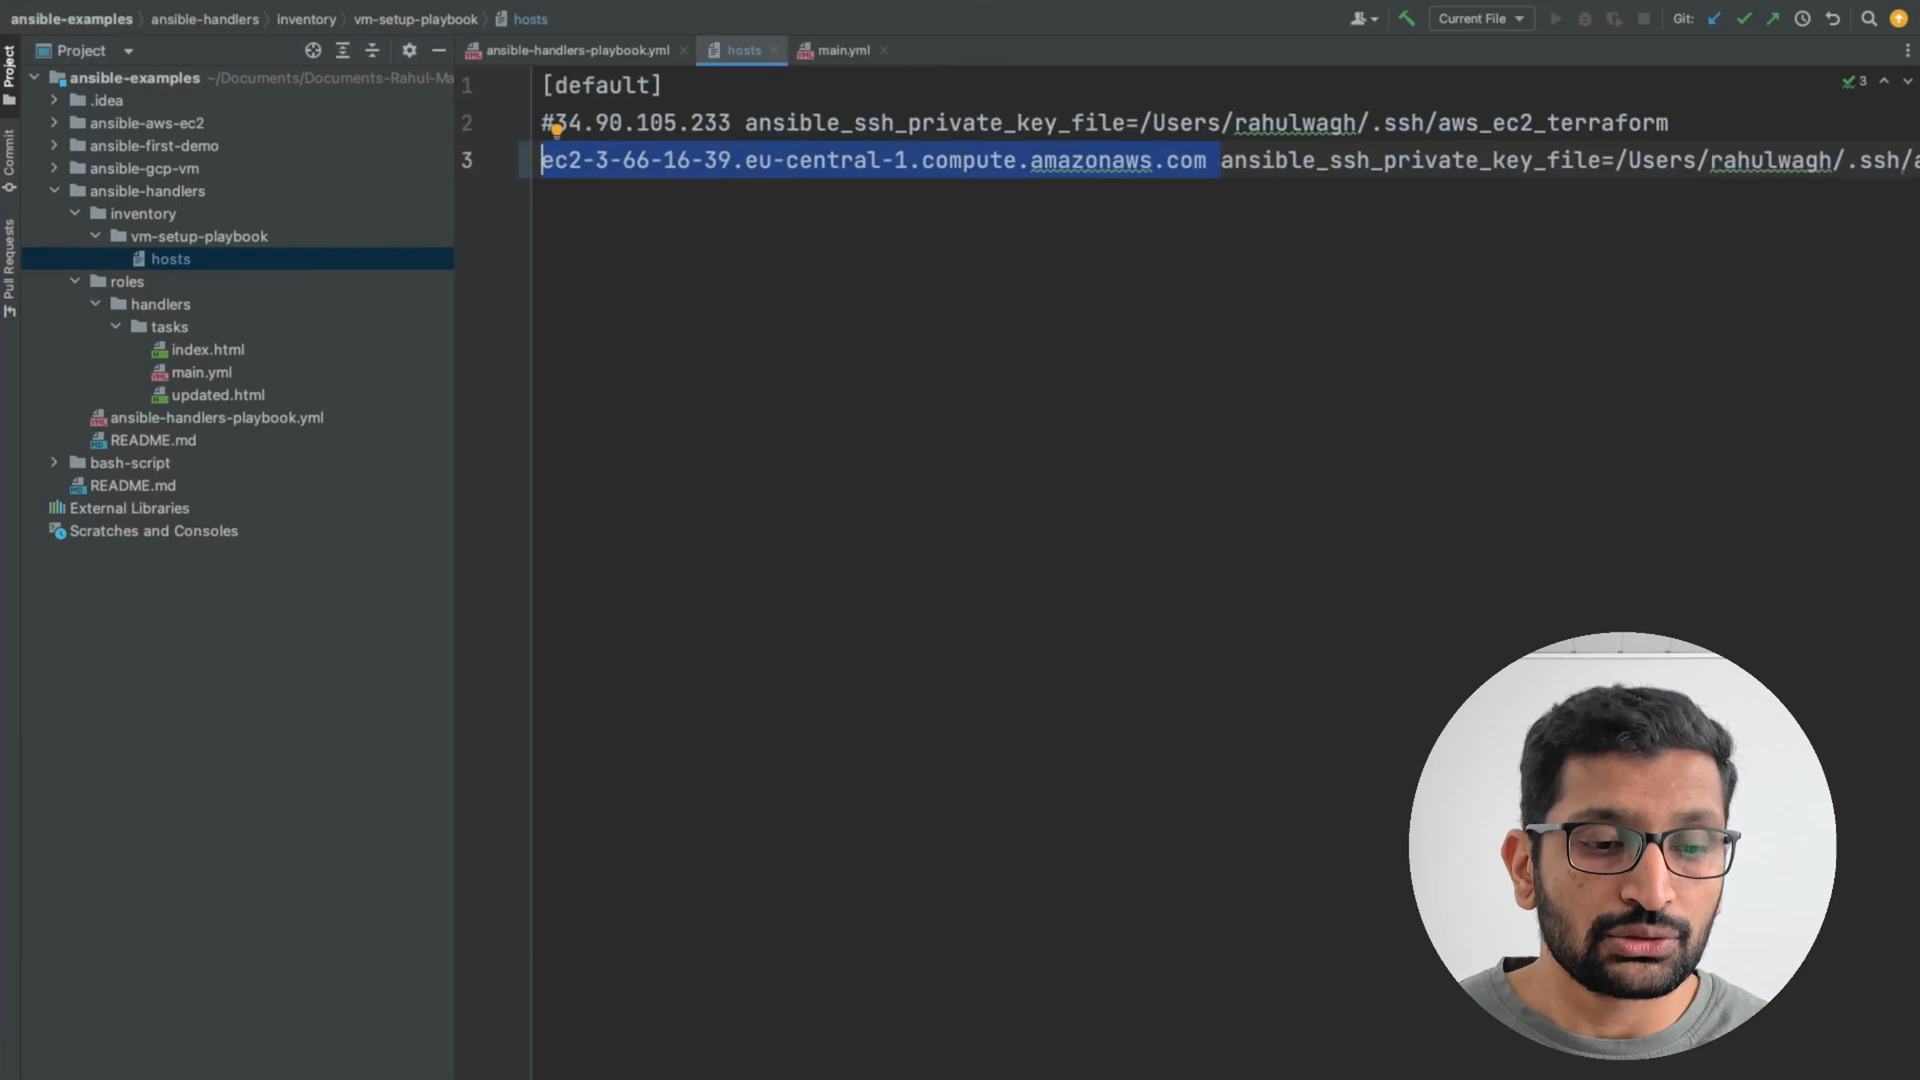 ansible-examples ansible-handlers inventory vm-setup-playbook hosts
Current File
Git:
Project
ansible-handlers-playbook.yml
hosts
main.yml
Project
Commit
Pull Requests
ansible-examples ~/Documents/Documents-Rahul-Ma
.idea
ansible-aws-ec2
ansible-first-demo
ansible-gcp-vm
ansible-handlers
inventory
vm-setup-playbook
hosts
roles
handlers
tasks
index.html
main.yml
updated.html
ansible-handlers-playbook.yml
README.md
bash-script
README.md
External Libraries
Scratches and Consoles
1 [default]
2 #34.90.105.233 ansible_ssh_private_key_file=/Users/rahulwagh/.ssh/aws_ec2_terraform
3 ec2-3-66-16-39.eu-central-1.compute.amazonaws.com ansible_ssh_private_key_file=/Users/rahulwagh/.ssh/a
3